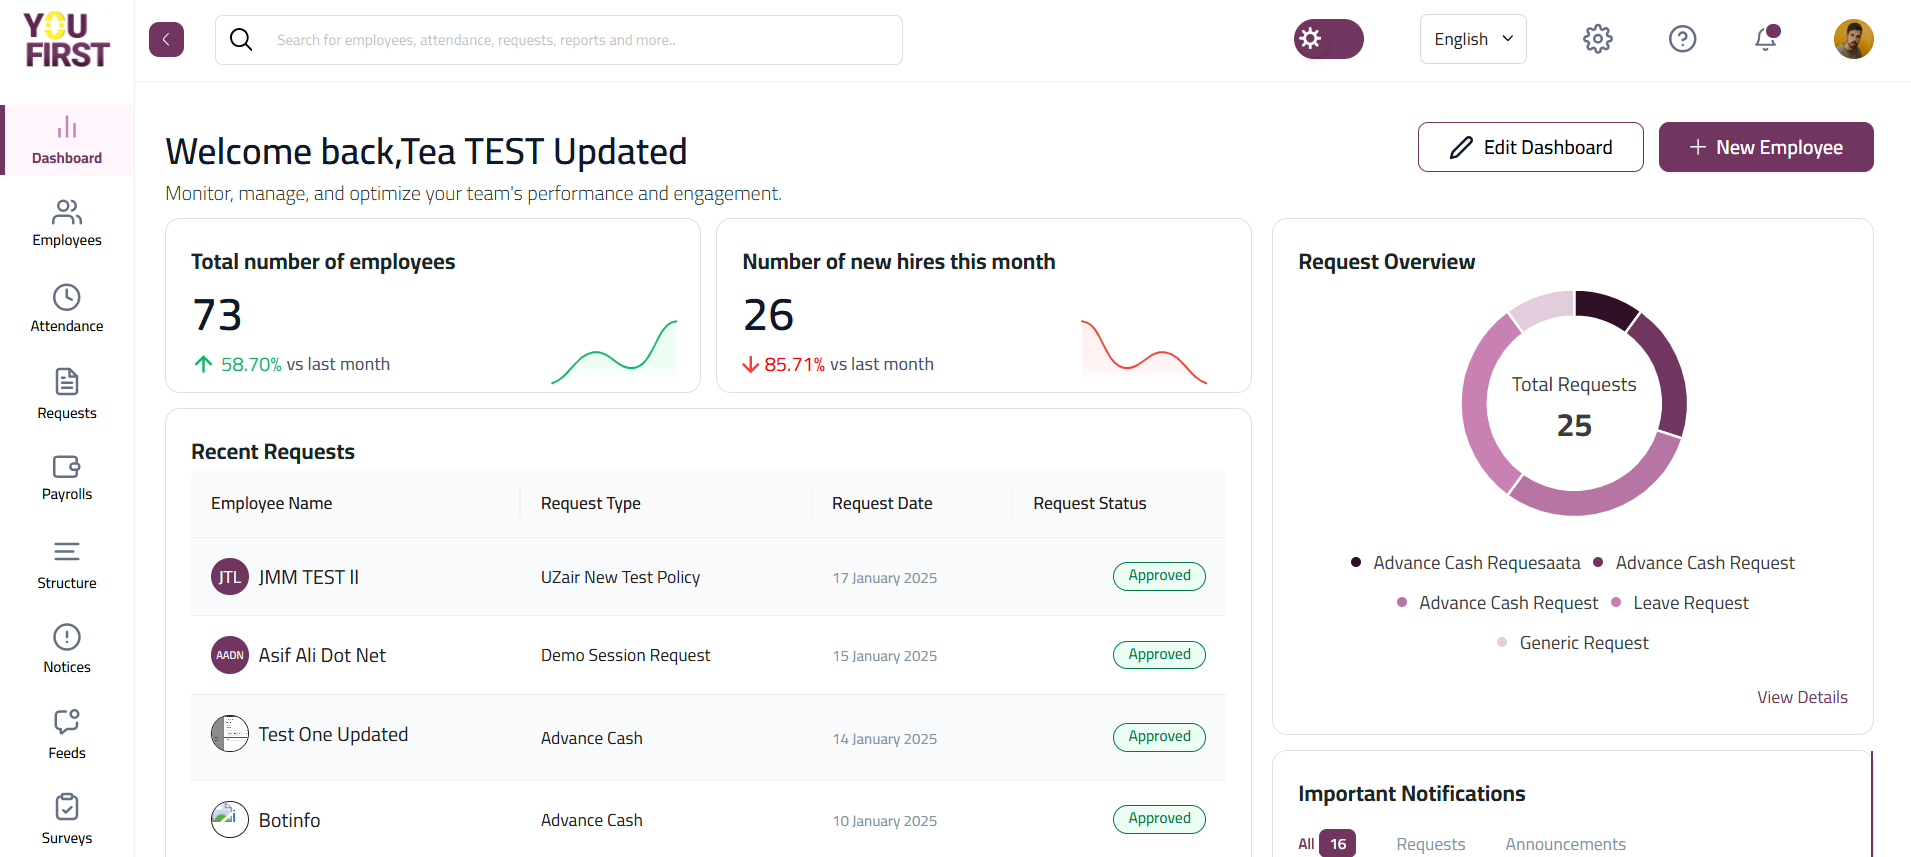 YOU
FIRST
Search for employees, attendance, requests, reports and more..
English
Dashboard
Employees
Attendance
Requests
Payrolls
Structure
Notices
Feeds
Surveys
Welcome back,Tea TEST Updated
Monitor, manage, and optimize your team's performance and engagement.
Edit Dashboard
New Employee
Total number of employees
73
58.70% vs last month
Number of new hires this month
26
85.71% vs last month
Recent Requests
Employee Name Request Type Request Date Request Status
JTL JMM TEST II UZair New Test Policy 17 January 2025 Approved
AADN Asif Ali Dot Net Demo Session Request 15 January 2025 Approved
Test One Updated Advance Cash 14 January 2025 Approved
Botinfo Advance Cash 10 January 2025 Approved
Request Overview
Total Requests
25
Advance Cash Requesaata Advance Cash Request
Advance Cash Request Leave Request
Generic Request
View Details
Important Notifications
All 16 Requests Announcements